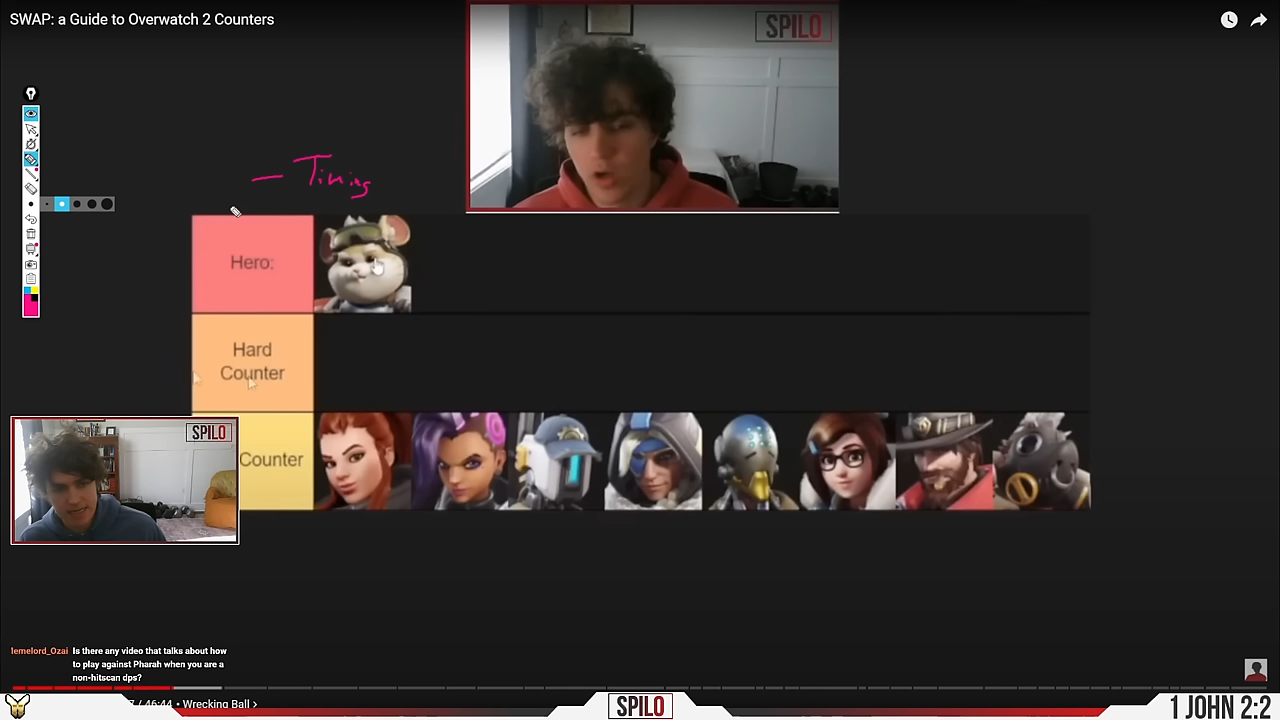 SWAP: a Guide to Overwatch 2 Counters
SPILO
- Timing
Hero:
Hard
Counter
SPILO
Counter
lemelord_Ozai Is there any video that talks about how
to play against Pharah when you are a
non-hitscan dps?
/ 46:44 • Wrecking Ball >
SPILO
1 JOHN 2:2